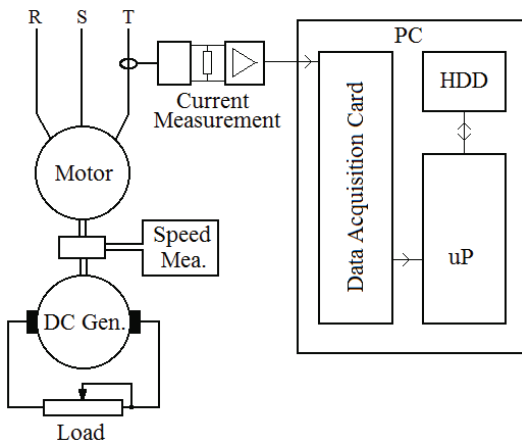 R S T
PC
HDD
Current
Measurement
Data Acquisition Card
Motor
Speed
Mea.
uP
DC Gen.
Load